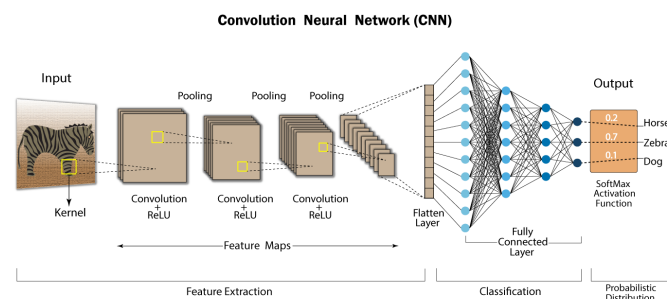 Convolution Neural Network (CNN)
Input
Output
Pooling Pooling Pooling
0.2 Horse
0.7 Zebra
0.1 Dog
Kernel
Convolution
+
ReLU
Convolution
+
ReLU
Convolution
+
ReLU
Flatten
Layer
SoftMax
Activation
Function
Fully
Connected
Layer
Feature Maps
Feature Extraction
Classification
Probabilistic
Distribution